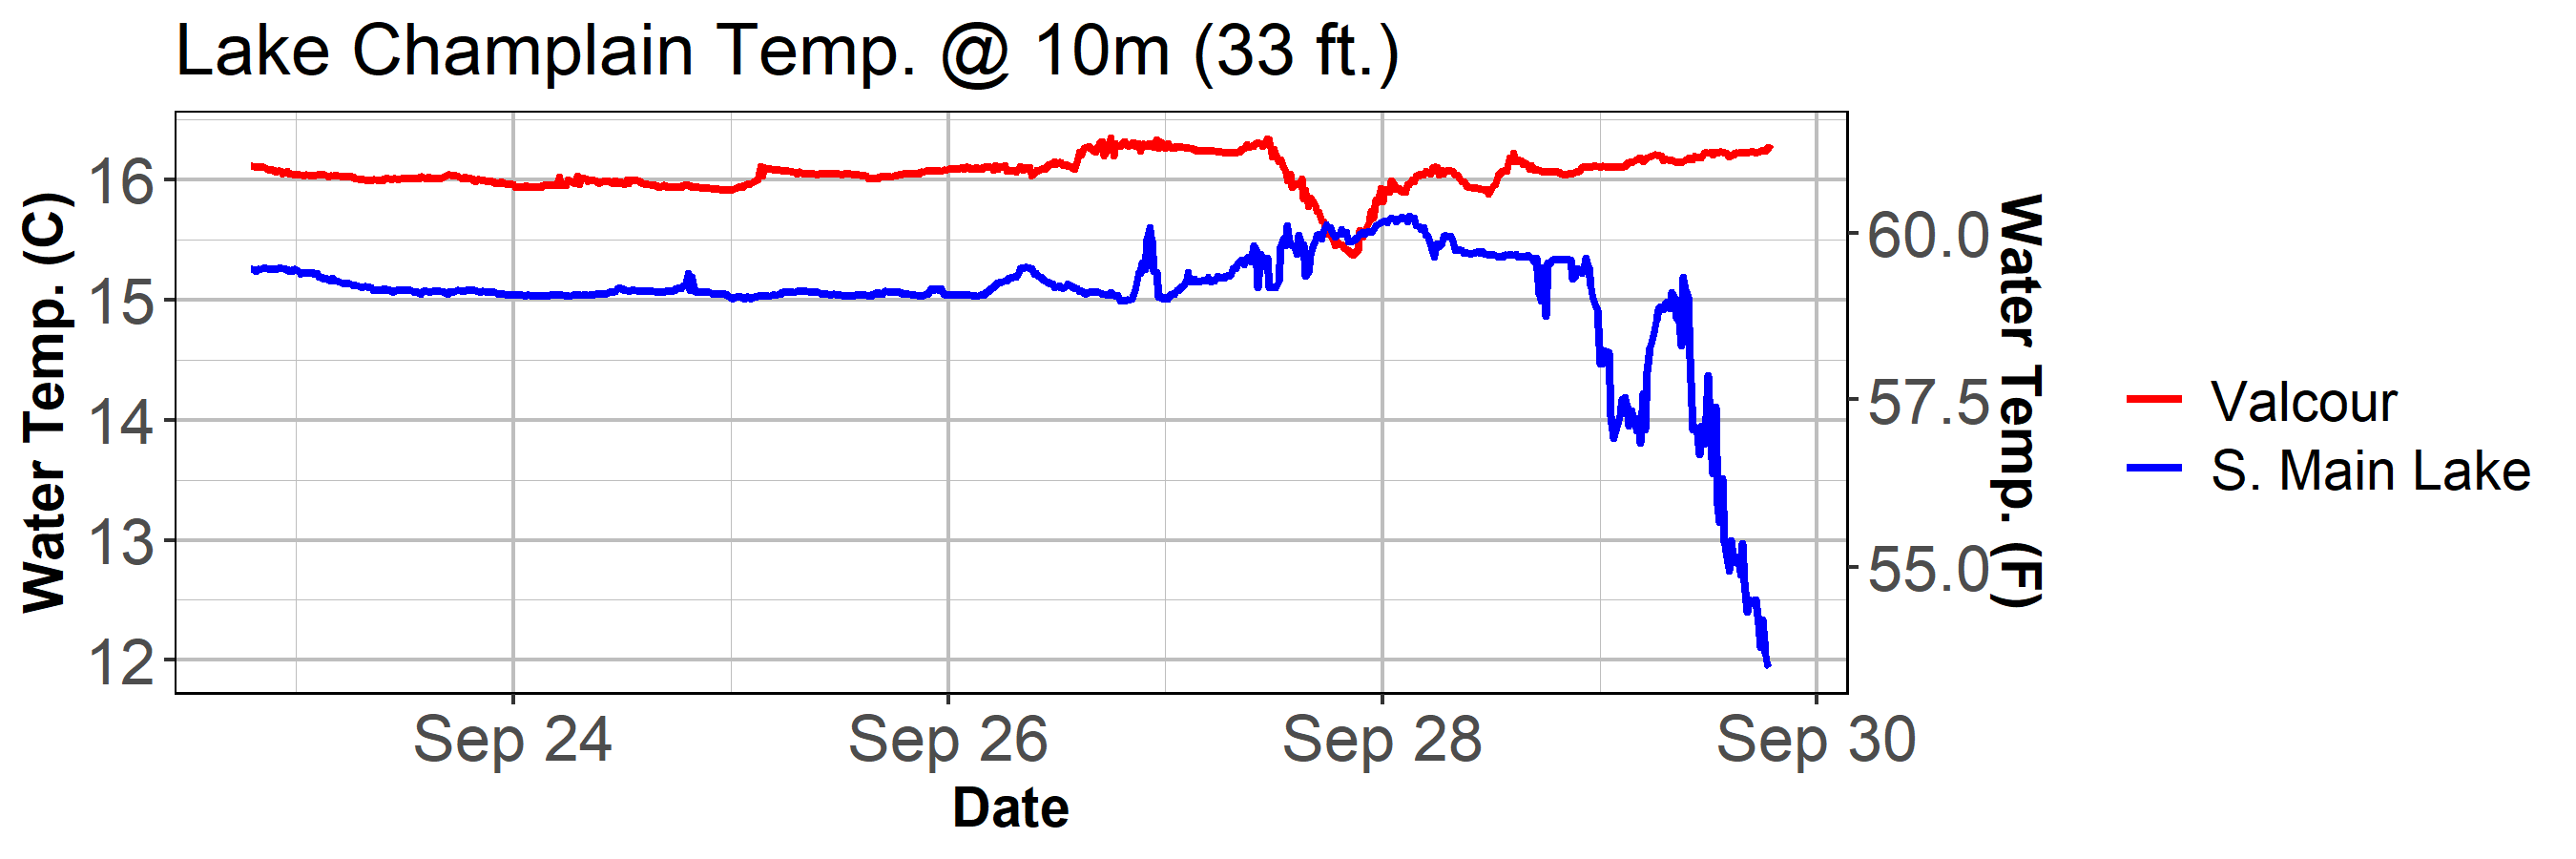 Lake Champlain Temp. @ 10m (33 ft.)
Water Temp. (C)
16
15
14
13
12
60.0
57.5
55.0
Water Temp. (F)
Sep 24
Sep 26
Sep 28
Sep 30
Date
Valcour
S. Main Lake